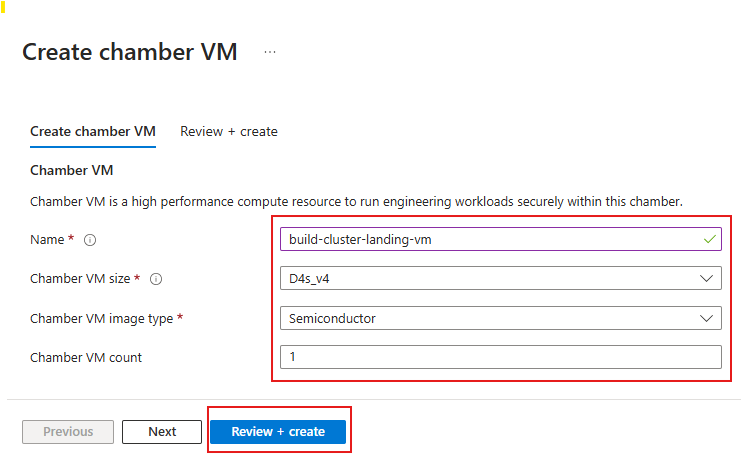 Create chamber VM ...
Create chamber VM Review + create
Chamber VM
Chamber VM is a high performance compute resource to run engineering workloads securely within this chamber.
Name * build-cluster-landing-vm
Chamber VM size * D4s_v4
Chamber VM image type * Semiconductor
Chamber VM count 1
Previous Next Review + create